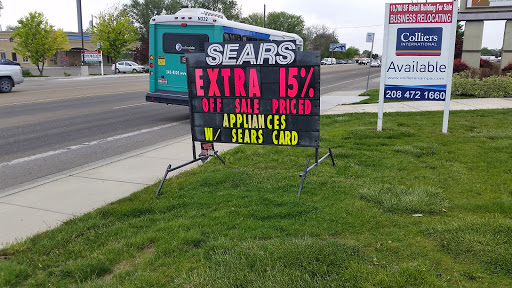 SEARS
EXTRA 15%
OFF SALE PRICED
APPLIANCES
W/ SEARS CARD
10,700 SF Retail Building For Sale
BUSINESS RELOCATING
Colliers
INTERNATIONAL
Available
208 472 1660